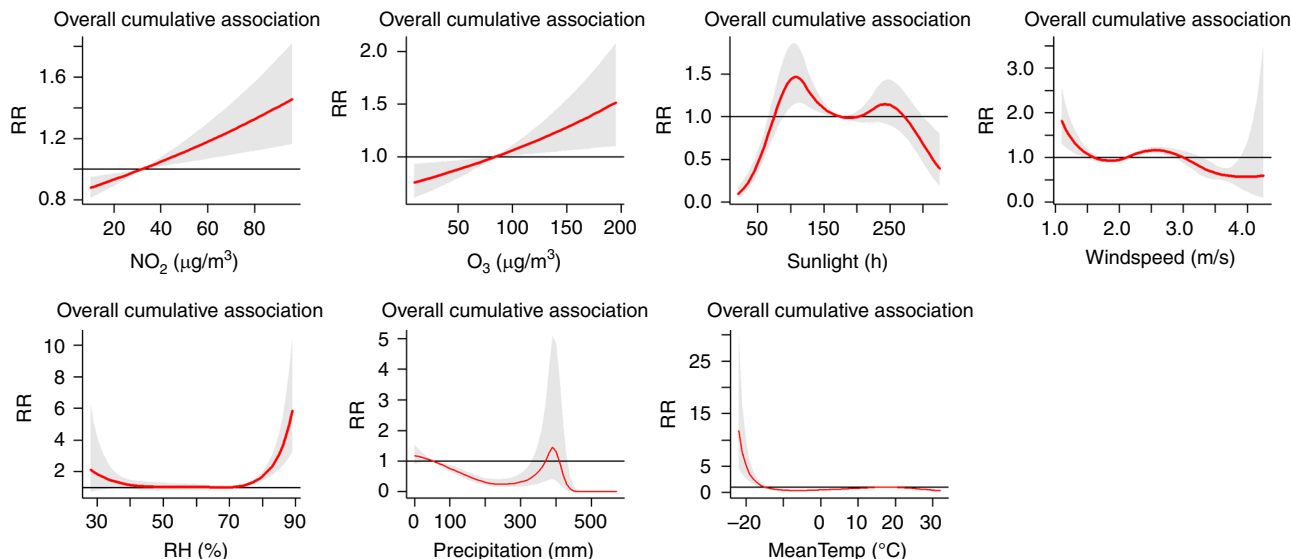 Overall cumulative association
Overall cumulative association
Overall cumulative association
Overall cumulative association
RR
1.6
1.2
0.8
20 40 60 80
NO₂ (μg/m³)
RR
2.0
1.5
1.0
50 100 150 200
O₃ (μg/m³)
RR
1.5
1.0
0.5
0.0
50 150 250
Sunlight (h)
RR
3.0
2.0
1.0
0.0
1.0 2.0 3.0 4.0
Windspeed (m/s)
Overall cumulative association
Overall cumulative association
Overall cumulative association
RR
10
8
6
4
2
30 50 70 90
RH (%)
RR
5
4
3
2
1
0
0 100 300 500
Precipitation (mm)
RR
25
15
5
0
–20 0 10 20 30
MeanTemp (°C)